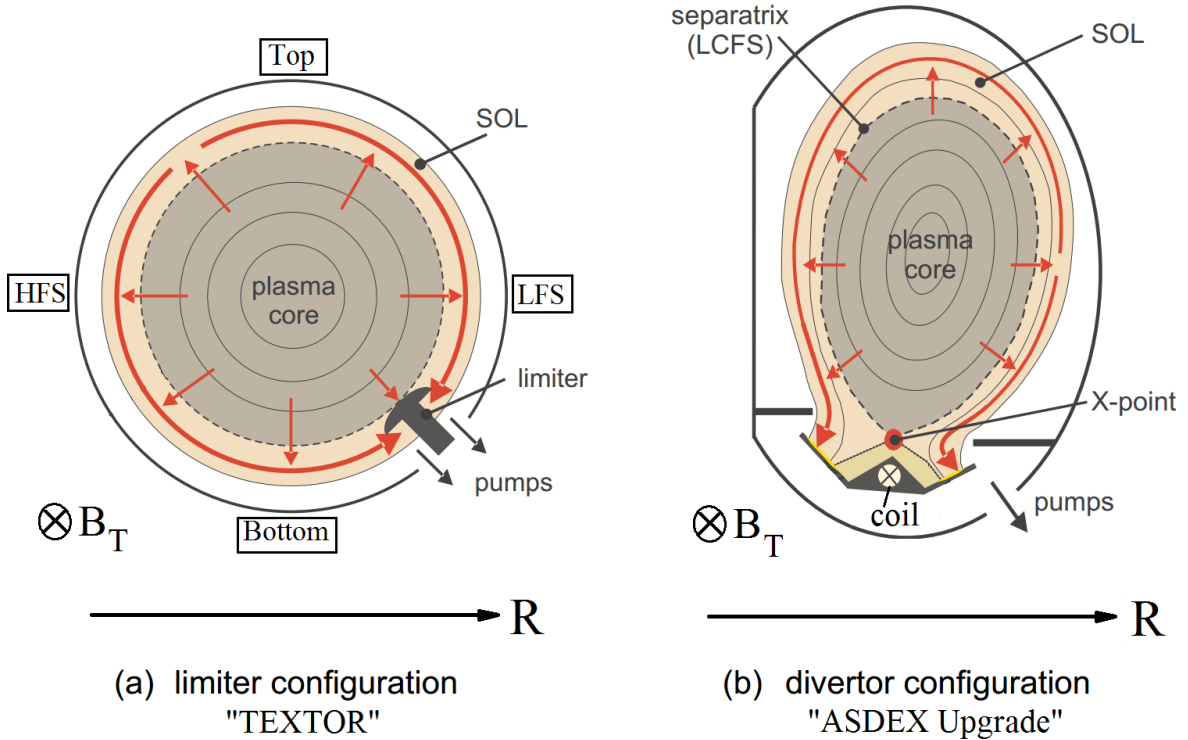 Top
SOL
HFS
plasma
core
LFS
limiter
pumps
Bottom
⊗ B_T
R
(a) limiter configuration
"TEXTOR"
separatrix
(LCFS)
SOL
plasma
core
X-point
coil
pumps
⊗ B_T
R
(b) divertor configuration
"ASDEX Upgrade"